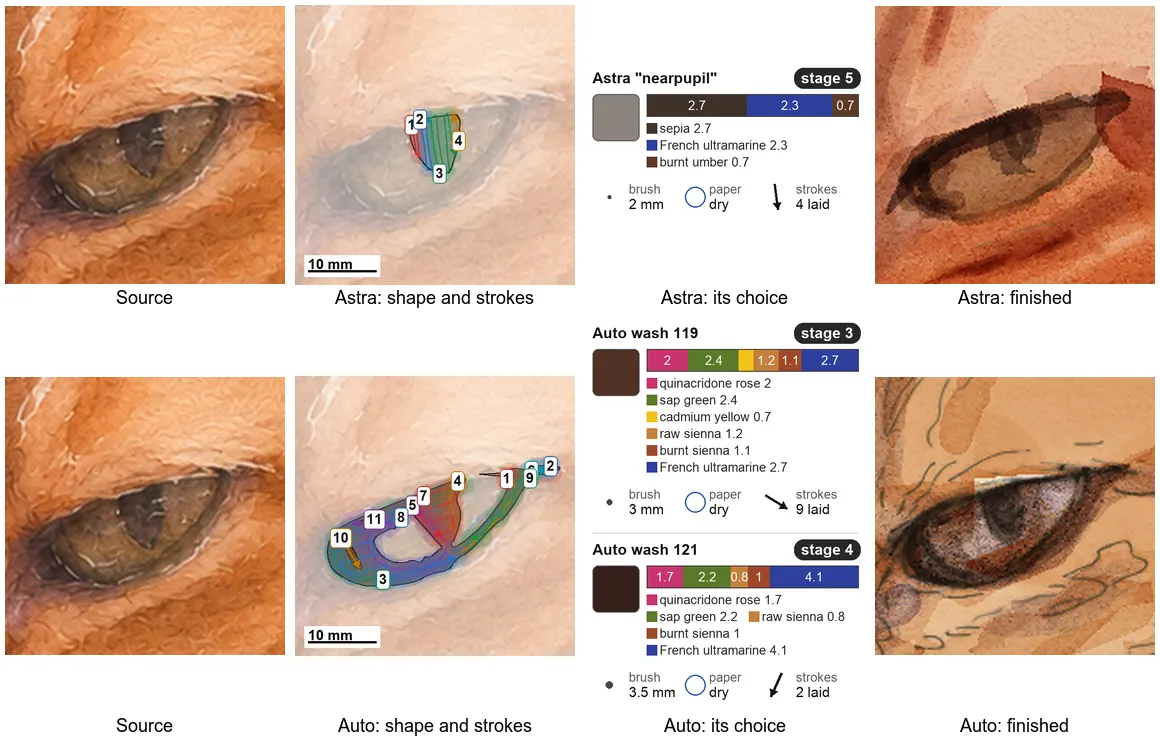 Astra "nearpupil" stage 5
2.7 2.3 0.7
sepia 2.7
French ultramarine 2.3
burnt umber 0.7
brush paper strokes
2 mm dry 4 laid
1 2
4
3
10 mm
Source Astra: shape and strokes Astra: its choice Astra: finished
Auto wash 119 stage 3
2 2.4 1.2 1.1 2.7
quinacridone rose 2
sap green 2.4
cadmium yellow 0.7
raw sienna 1.2
burnt sienna 1.1
French ultramarine 2.7
brush paper strokes
3 mm dry 9 laid
2
4 1 9
7
5
11 8
10
3
10 mm
Auto wash 121 stage 4
1.7 2.2 0.8 1 4.1
quinacridone rose 1.7
sap green 2.2 raw sienna 0.8
burnt sienna 1
French ultramarine 4.1
brush paper strokes
3.5 mm dry 2 laid
Source Auto: shape and strokes Auto: its choice Auto: finished